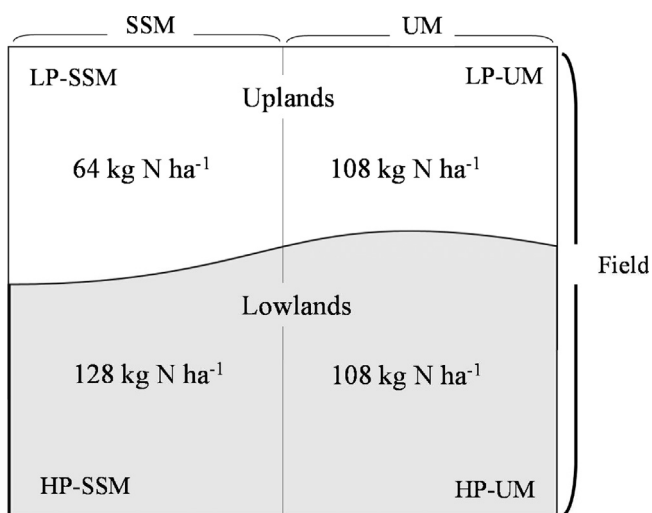 SSM UM
LP-SSM LP-UM
Uplands
64 kg N ha⁻¹ 108 kg N ha⁻¹
Field
Lowlands
128 kg N ha⁻¹ 108 kg N ha⁻¹
HP-SSM HP-UM